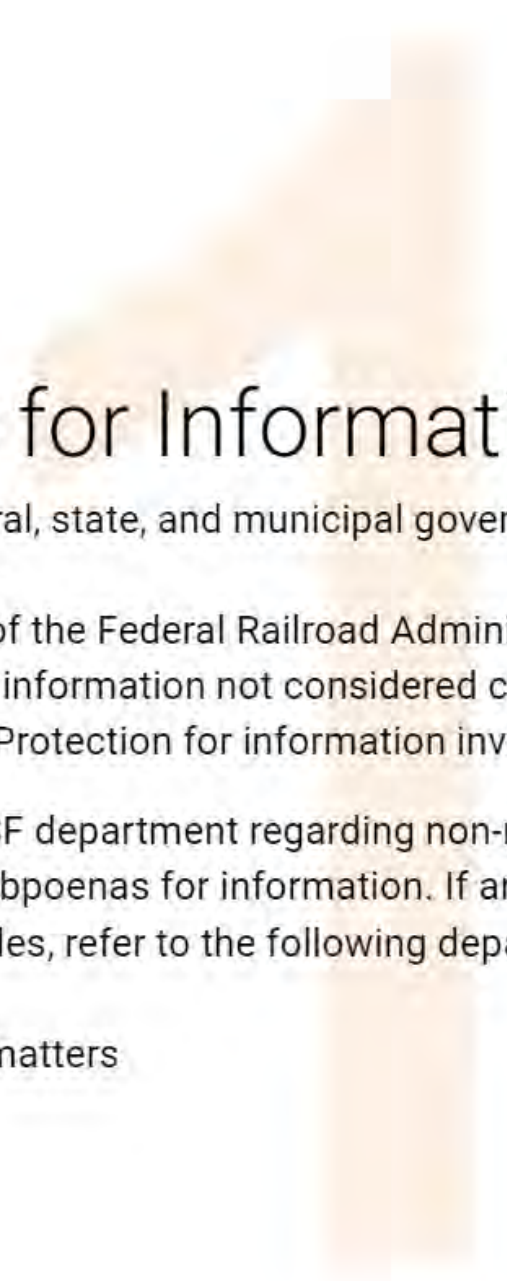 for Informat
ral, state, and municipal gover
of the Federal Railroad Admini
information not considered c
Protection for information inv
F department regarding non-r
bpoenas for information. If ar
les, refer to the following depa
matters